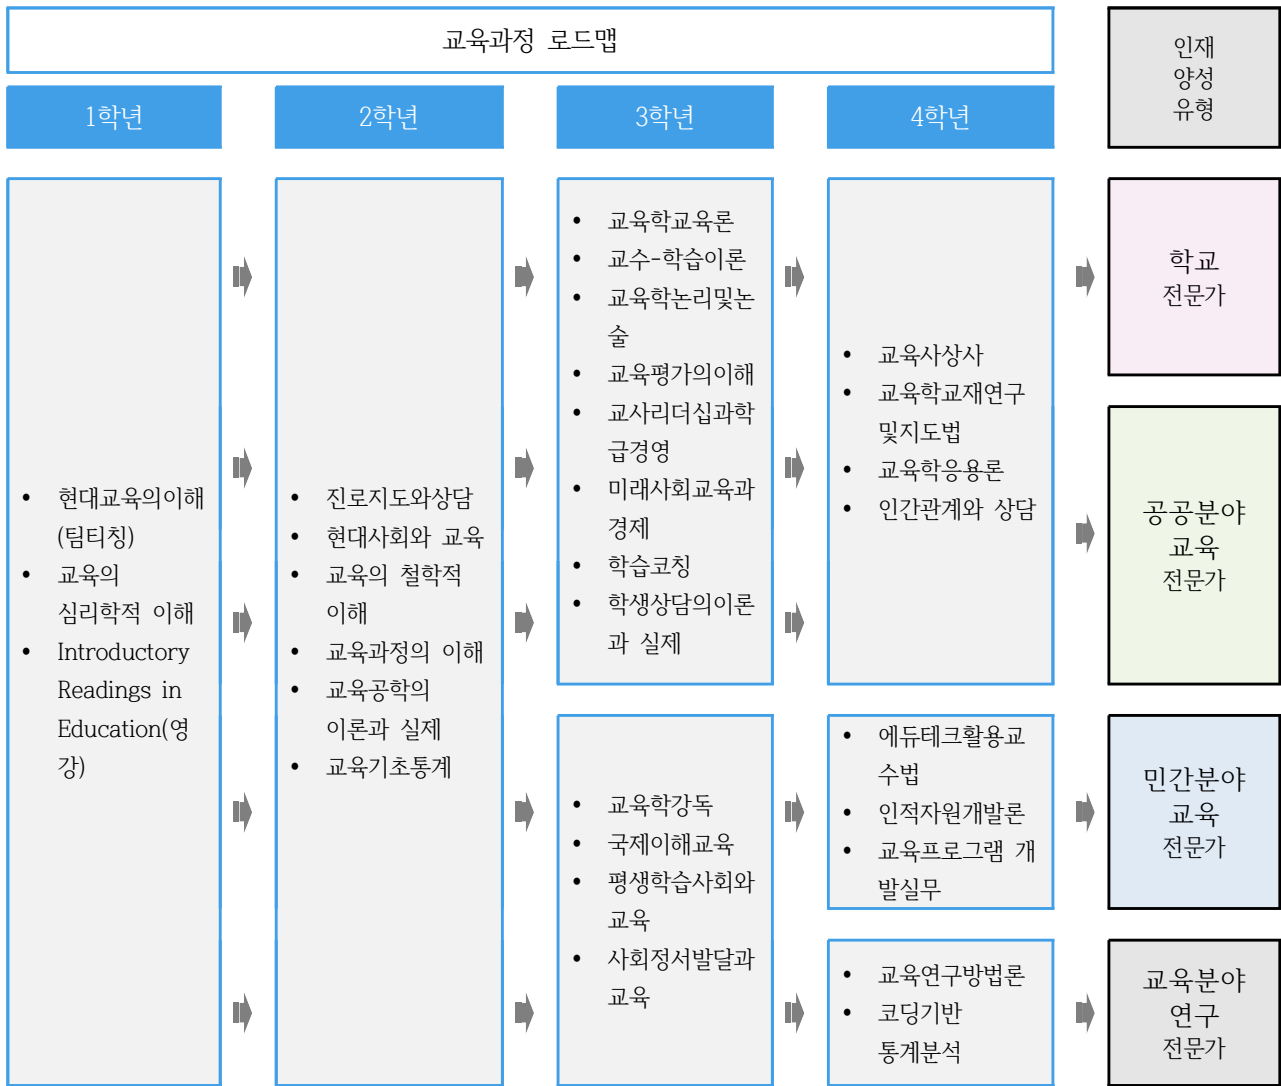 교육과정 로드맵
인재
양성
유형
1학년
2학년
3학년
4학년
• 현대교육의이해
(팀티칭)
• 교육의
심리학적 이해
• Introductory
Readings in
Education(영
강)
• 진로지도와상담
• 현대사회와 교육
• 교육의 철학적
이해
• 교육과정의 이해
• 교육공학의
이론과 실제
• 교육기초통계
• 교육학교육론
• 교수-학습이론
• 교육학논리및논
술
• 교육평가의이해
• 교사리더십과학
급경영
• 미래사회교육과
경제
• 학습코칭
• 학생상담의이론
과 실제
• 교육학강독
• 국제이해교육
• 평생학습사회와
교육
• 사회정서발달과
교육
• 교육사상사
• 교육학교재연구
및지도법
• 교육학응용론
• 인간관계와 상담
• 에듀테크활용교
수법
• 인적자원개발론
• 교육프로그램 개
발실무
• 교육연구방법론
• 코딩기반
통계분석
학교
전문가
공공분야
교육
전문가
민간분야
교육
전문가
교육분야
연구
전문가